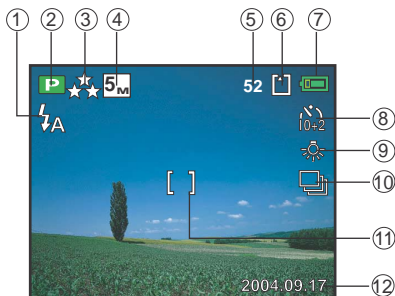 ① ② ③ ④ ⑤ ⑥ ⑦
P 5M 52
A
⑧
10+2
⑨
⑩
[ ]
⑪
2004.09.17 ⑫